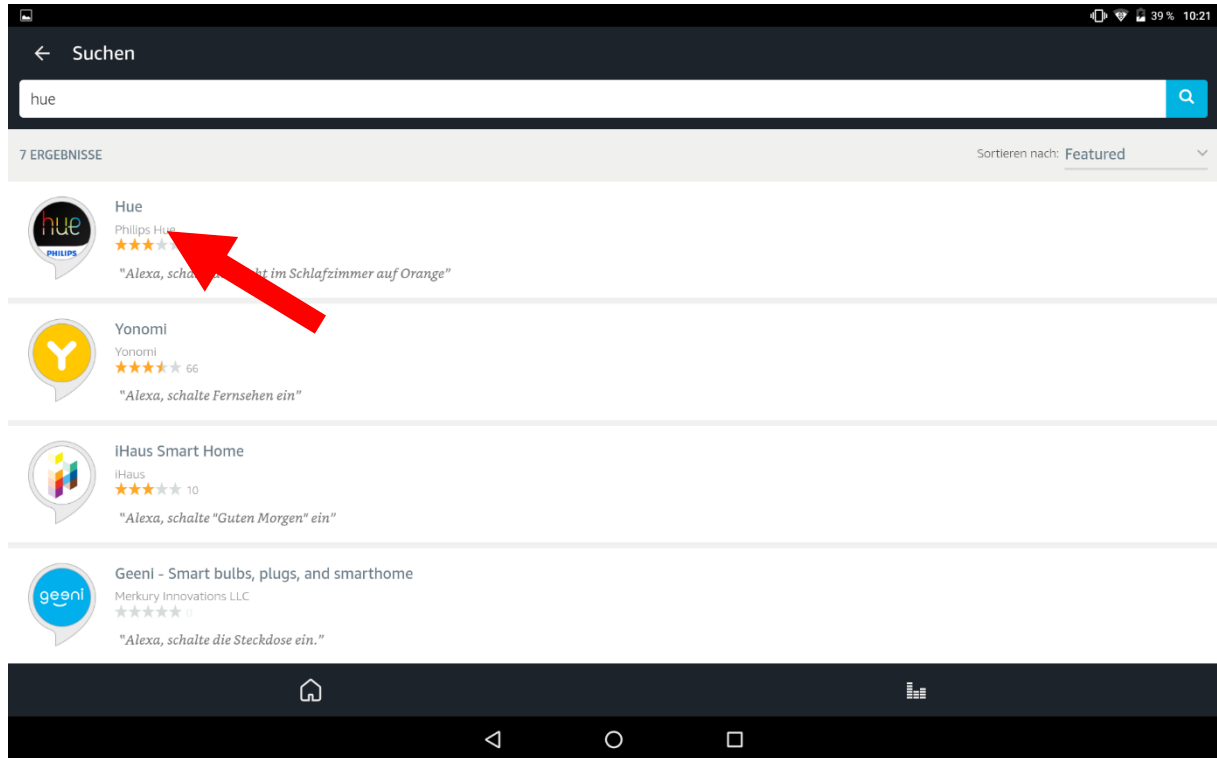 39 % 10:21
Suchen
hue
7 ERGEBNISSE
Sortieren nach: Featured
hue
PHILIPS
Hue
Philips Hue
"Alexa, im Schlafzimmer auf Orange"
Y
Yonomi
Yonomi
66
"Alexa, schalte Fernsehen ein"
iHaus Smart Home
iHaus
10
"Alexa, schalte "Guten Morgen" ein"
geeni
Geeni - Smart bulbs, plugs, and smarthome
Merkury Innovations LLC
0
"Alexa, schalte die Steckdose ein."